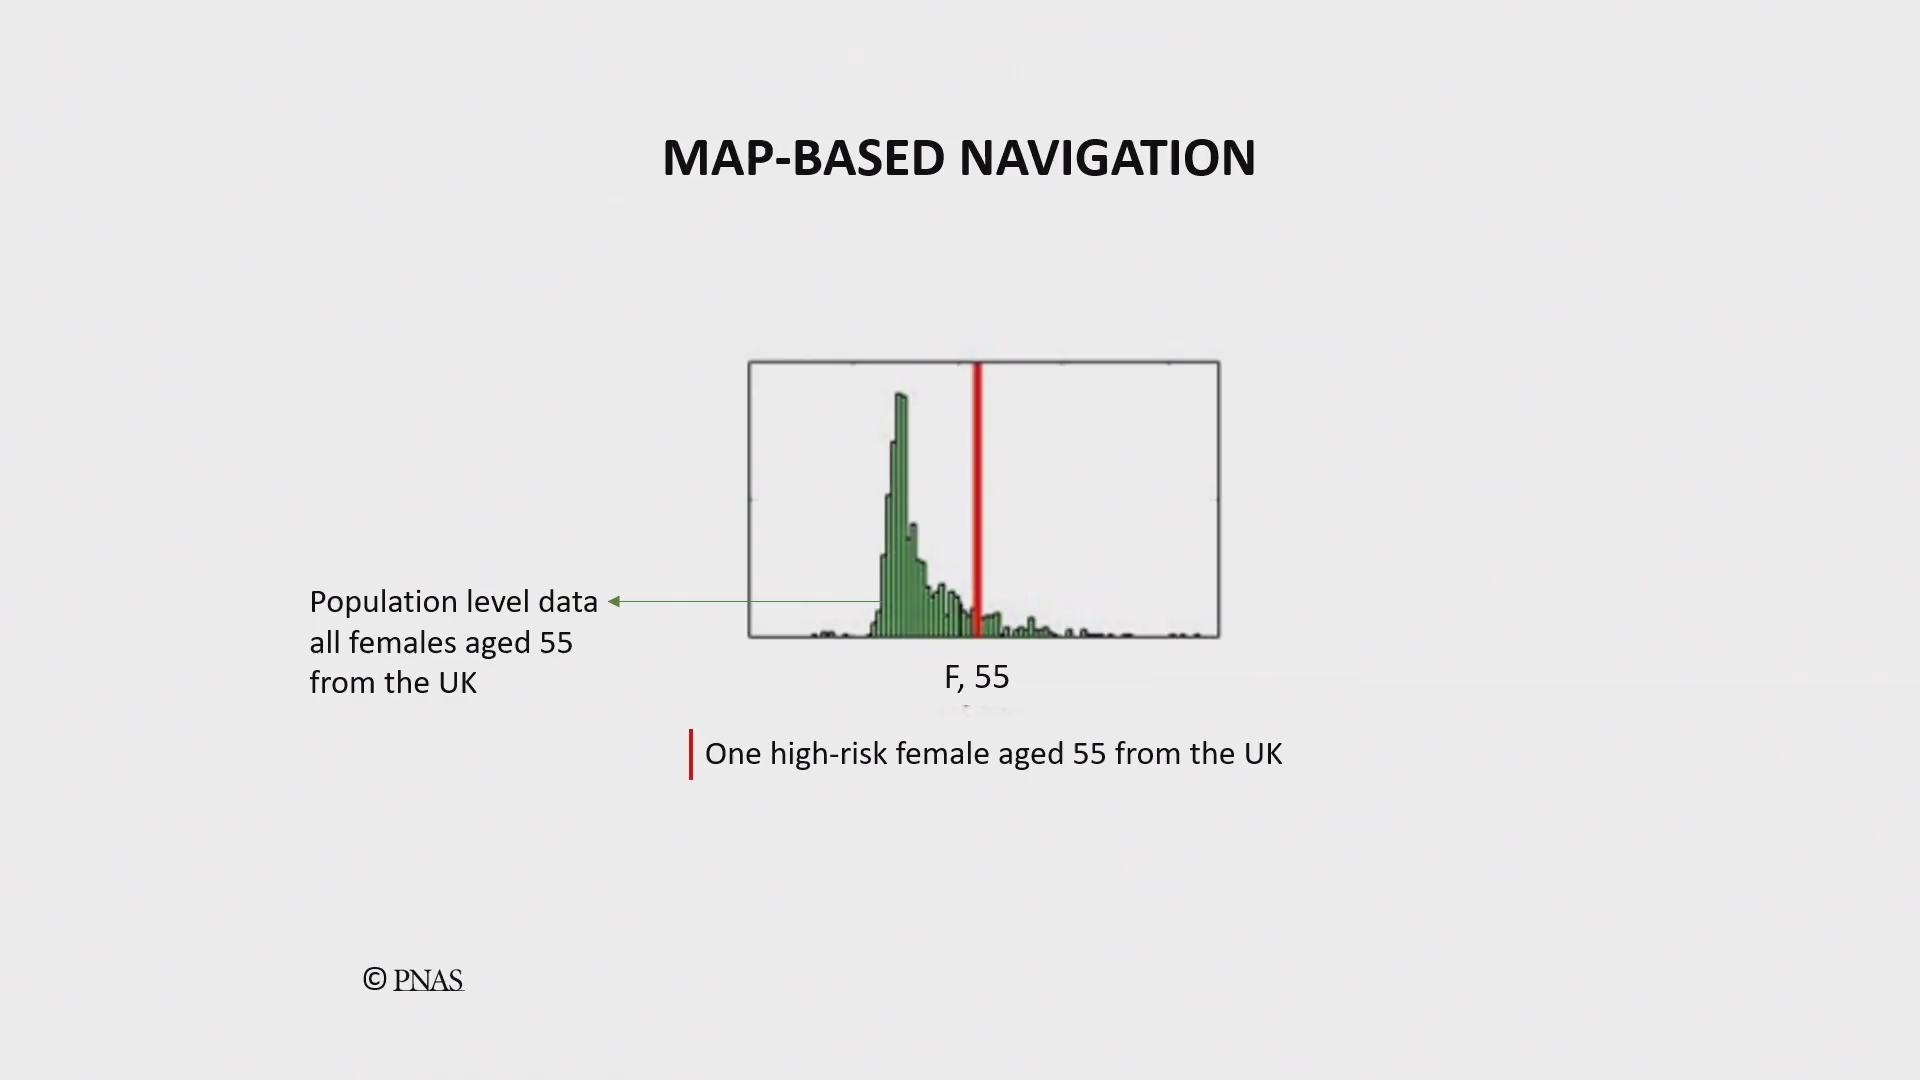 MAP-BASED NAVIGATION
Population level data
all females aged 55
from the UK
F, 55
One high-risk female aged 55 from the UK
© PNAS